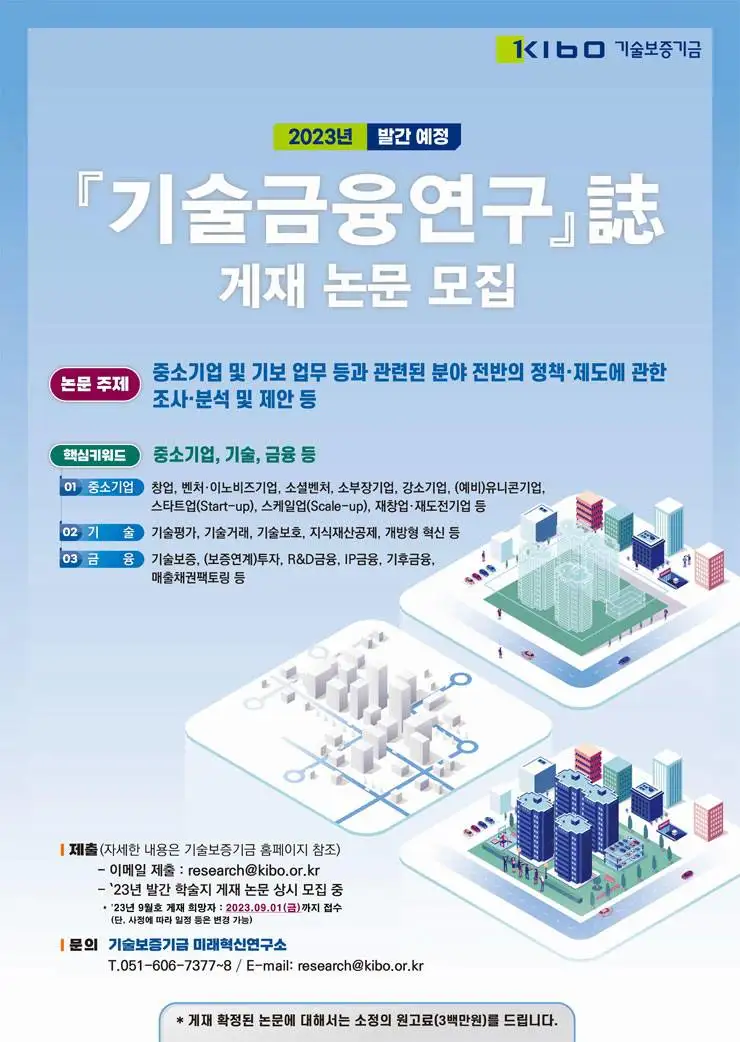 KIBO 기술보증기금
2023년 발간 예정
『기술금융연구』誌
게재 논문 모집
논문 주제 중소기업 및 기보 업무 등과 관련된 분야 전반의 정책·제도에 관한
조사·분석 및 제안 등
핵심키워드 중소기업, 기술, 금융 등
01 중소기업 창업, 벤처·이노비즈기업, 소셜벤처, 소부장기업, 강소기업, (예비)유니콘기업,
스타트업(Start-up), 스케일업(Scale-up), 재창업·재도전기업 등
02 기 술 기술평가, 기술거래, 기술보호, 지식재산공제, 개방형 혁신 등
03 금 융 기술보증, (보증연계)투자, R&D금융, IP금융, 기후금융,
매출채권팩토링 등
제출(자세한 내용은 기술보증기금 홈페이지 참조)
- 이메일 제출 : research@kibo.or.kr
- ‘23년 발간 학술지 게재 논문 상시 모집 중
• ’23년 9월호 게재 희망자 : 2023.09.01(금)까지 접수
(단, 사정에 따라 일정 등은 변경 가능)
문의 기술보증기금 미래혁신연구소
T.051-606-7377~8 / E-mail: research@kibo.or.kr
* 게재 확정된 논문에 대해서는 소정의 원고료(3백만원)를 드립니다.